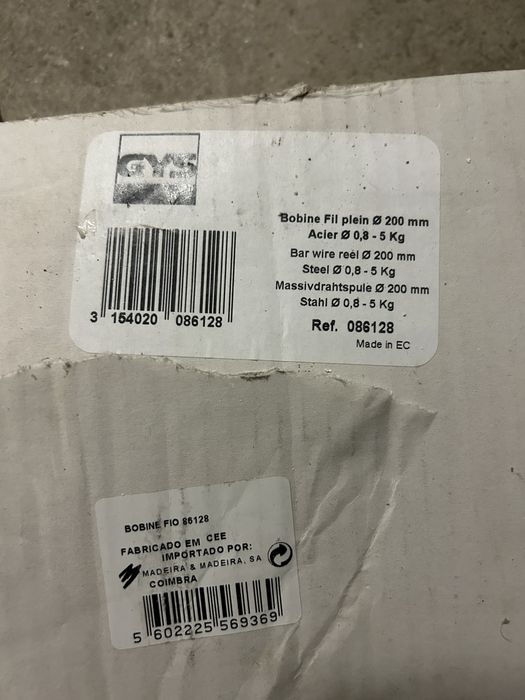 GYS
Bobine Fil plein Ø 200 mm
Acier Ø 0,8 - 5 Kg
Bar wire reel Ø 200 mm
Steel Ø 0,8 - 5 Kg
Massivdrahtspule Ø 200 mm
Stahl Ø 0,8 - 5 Kg
Ref. 086128
Made in EC
3 154020 086128
BOBINE FIO 86128
FABRICADO EM CEE
IMPORTADO POR:
MADEIRA & MADEIRA, SA
COIMBRA
5 602225 569369